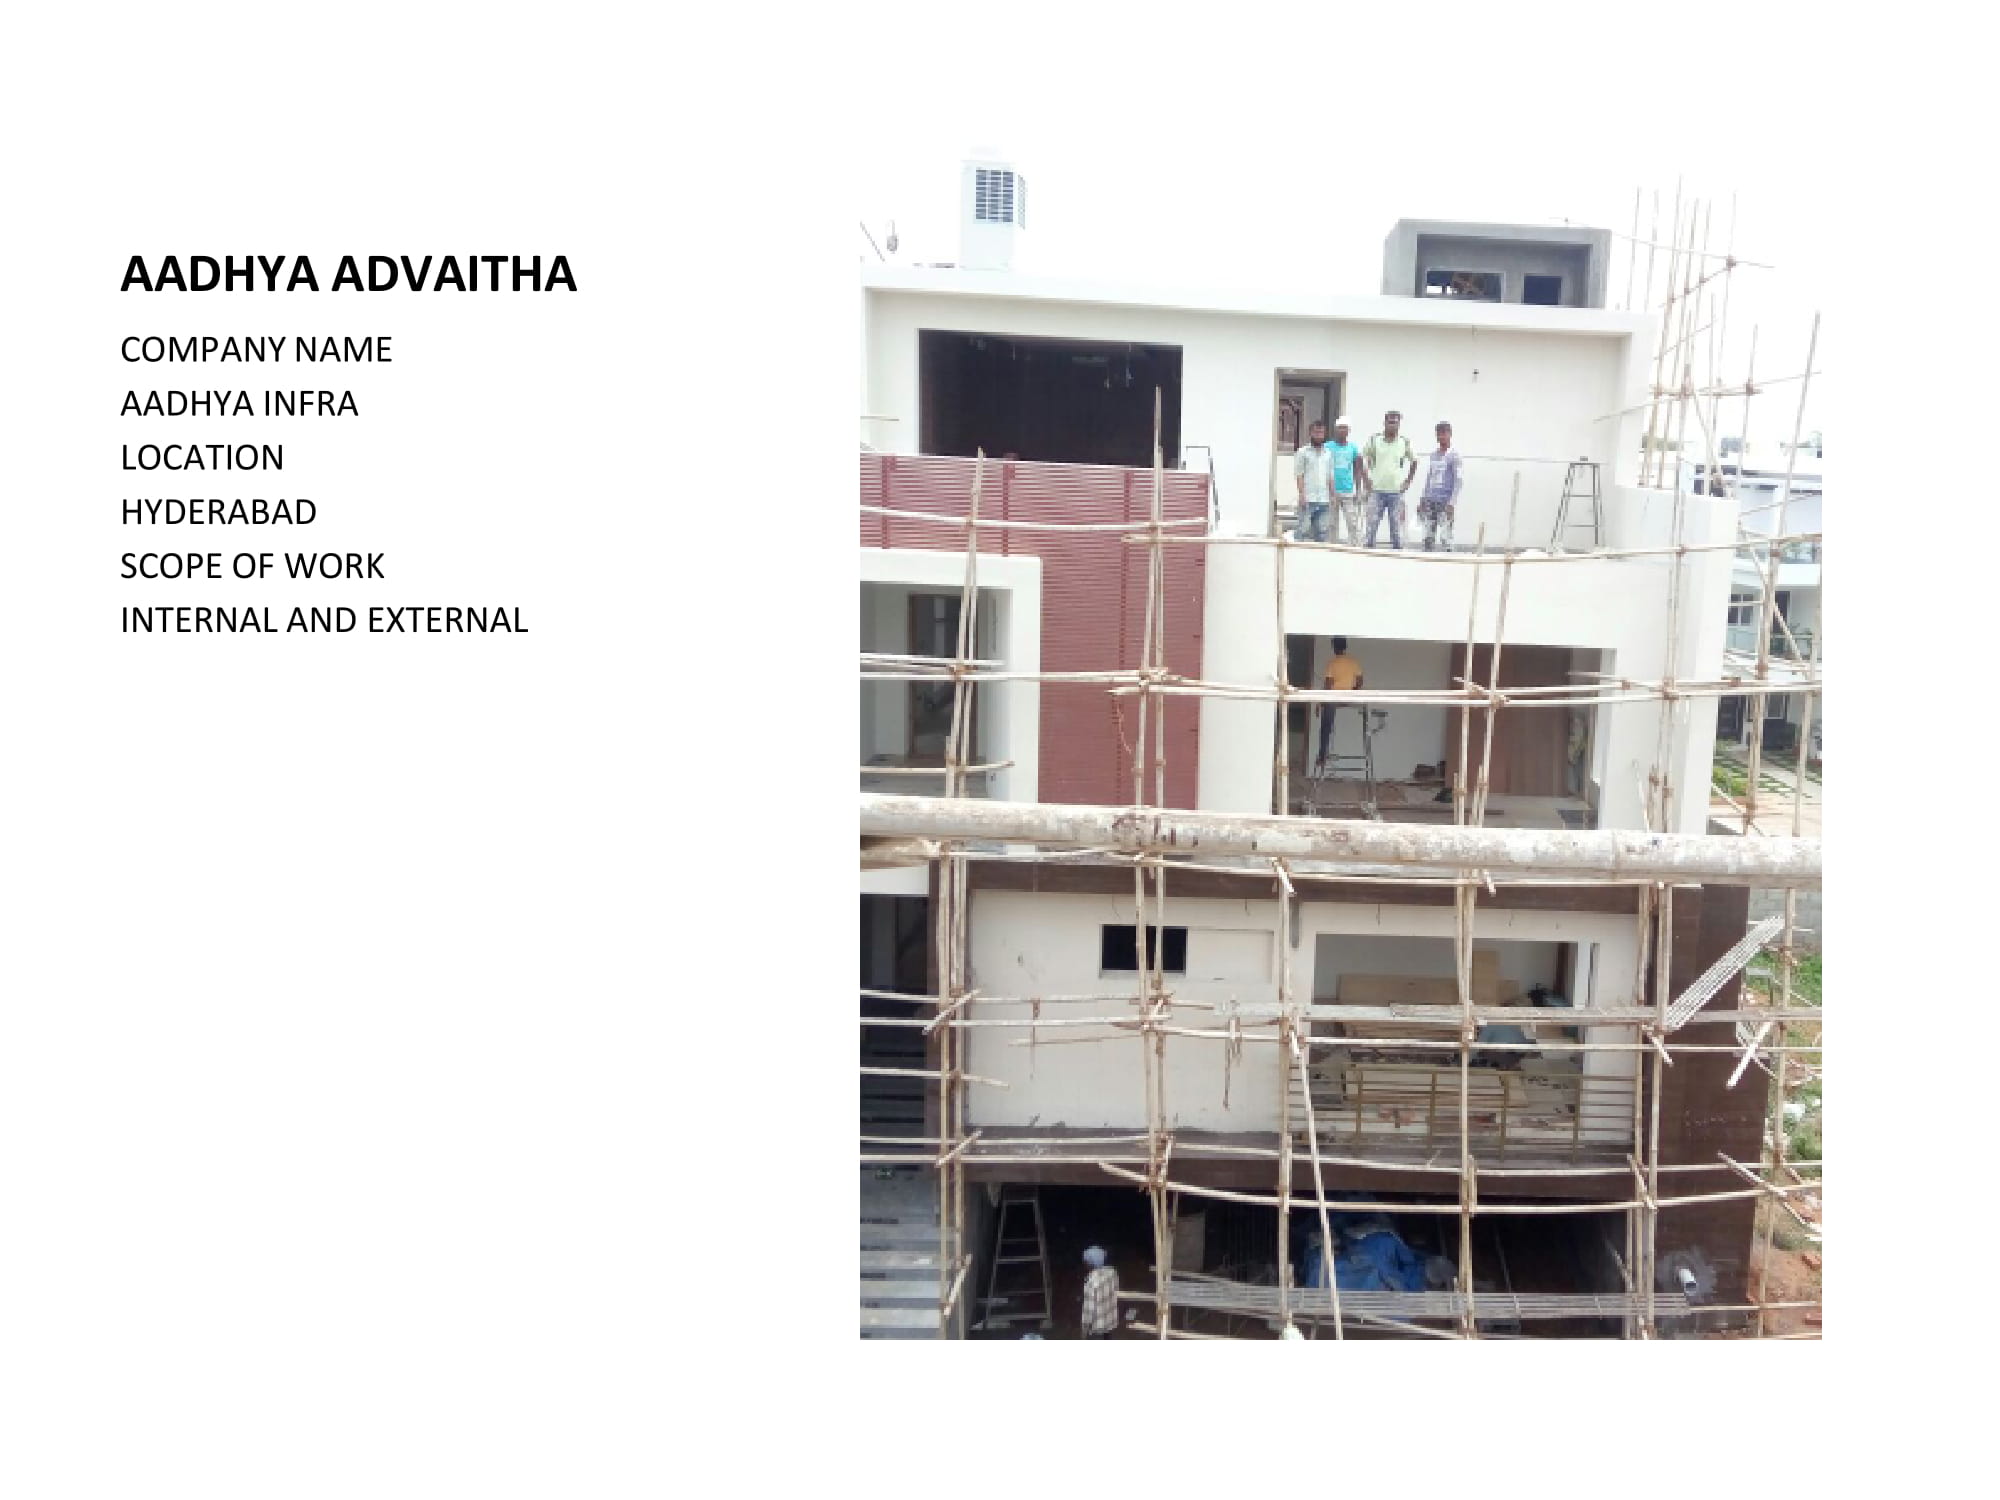 AADHYA ADVAITHA
COMPANY NAME
AADHYA INFRA
LOCATION
HYDERABAD
SCOPE OF WORK
INTERNAL AND EXTERNAL